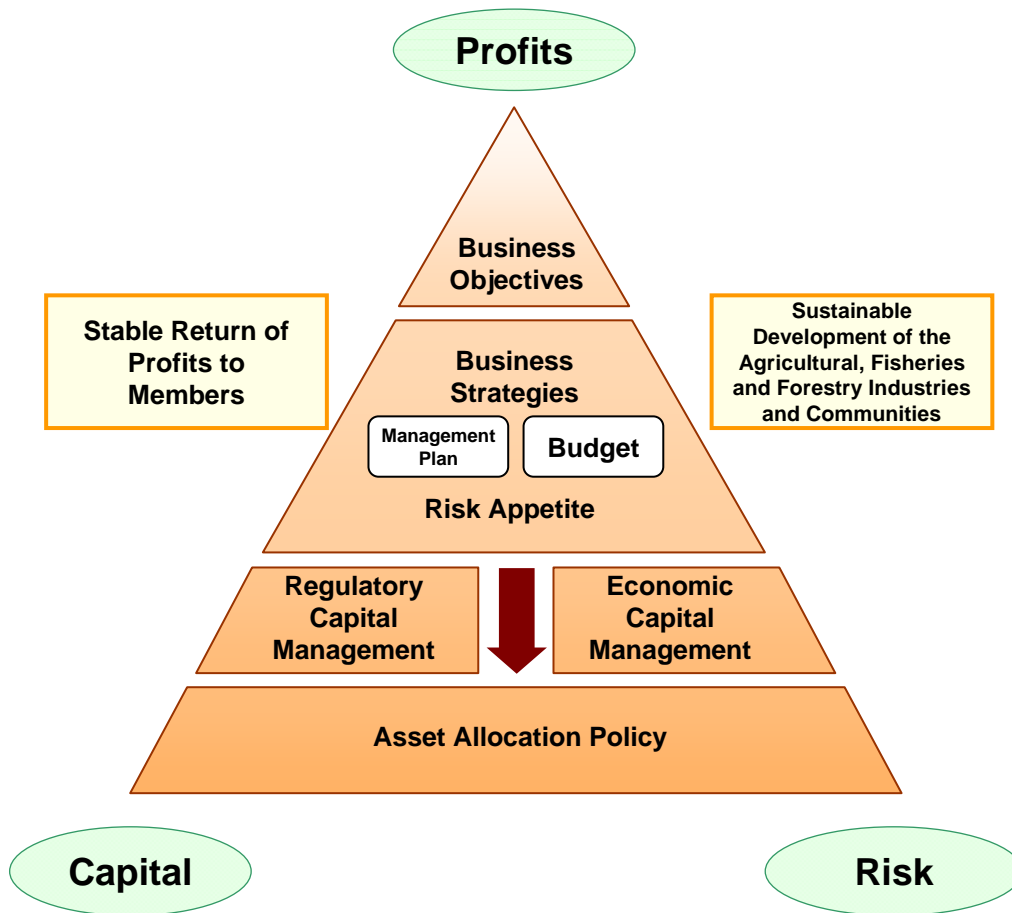 Profits
Business
Objectives
Stable Return of
Profits to
Members
Sustainable
Development of the
Agricultural, Fisheries
and Forestry Industries
and Communities
Business
Strategies
Management
Plan
Budget
Risk Appetite
Regulatory
Capital
Management
Economic
Capital
Management
Asset Allocation Policy
Capital
Risk